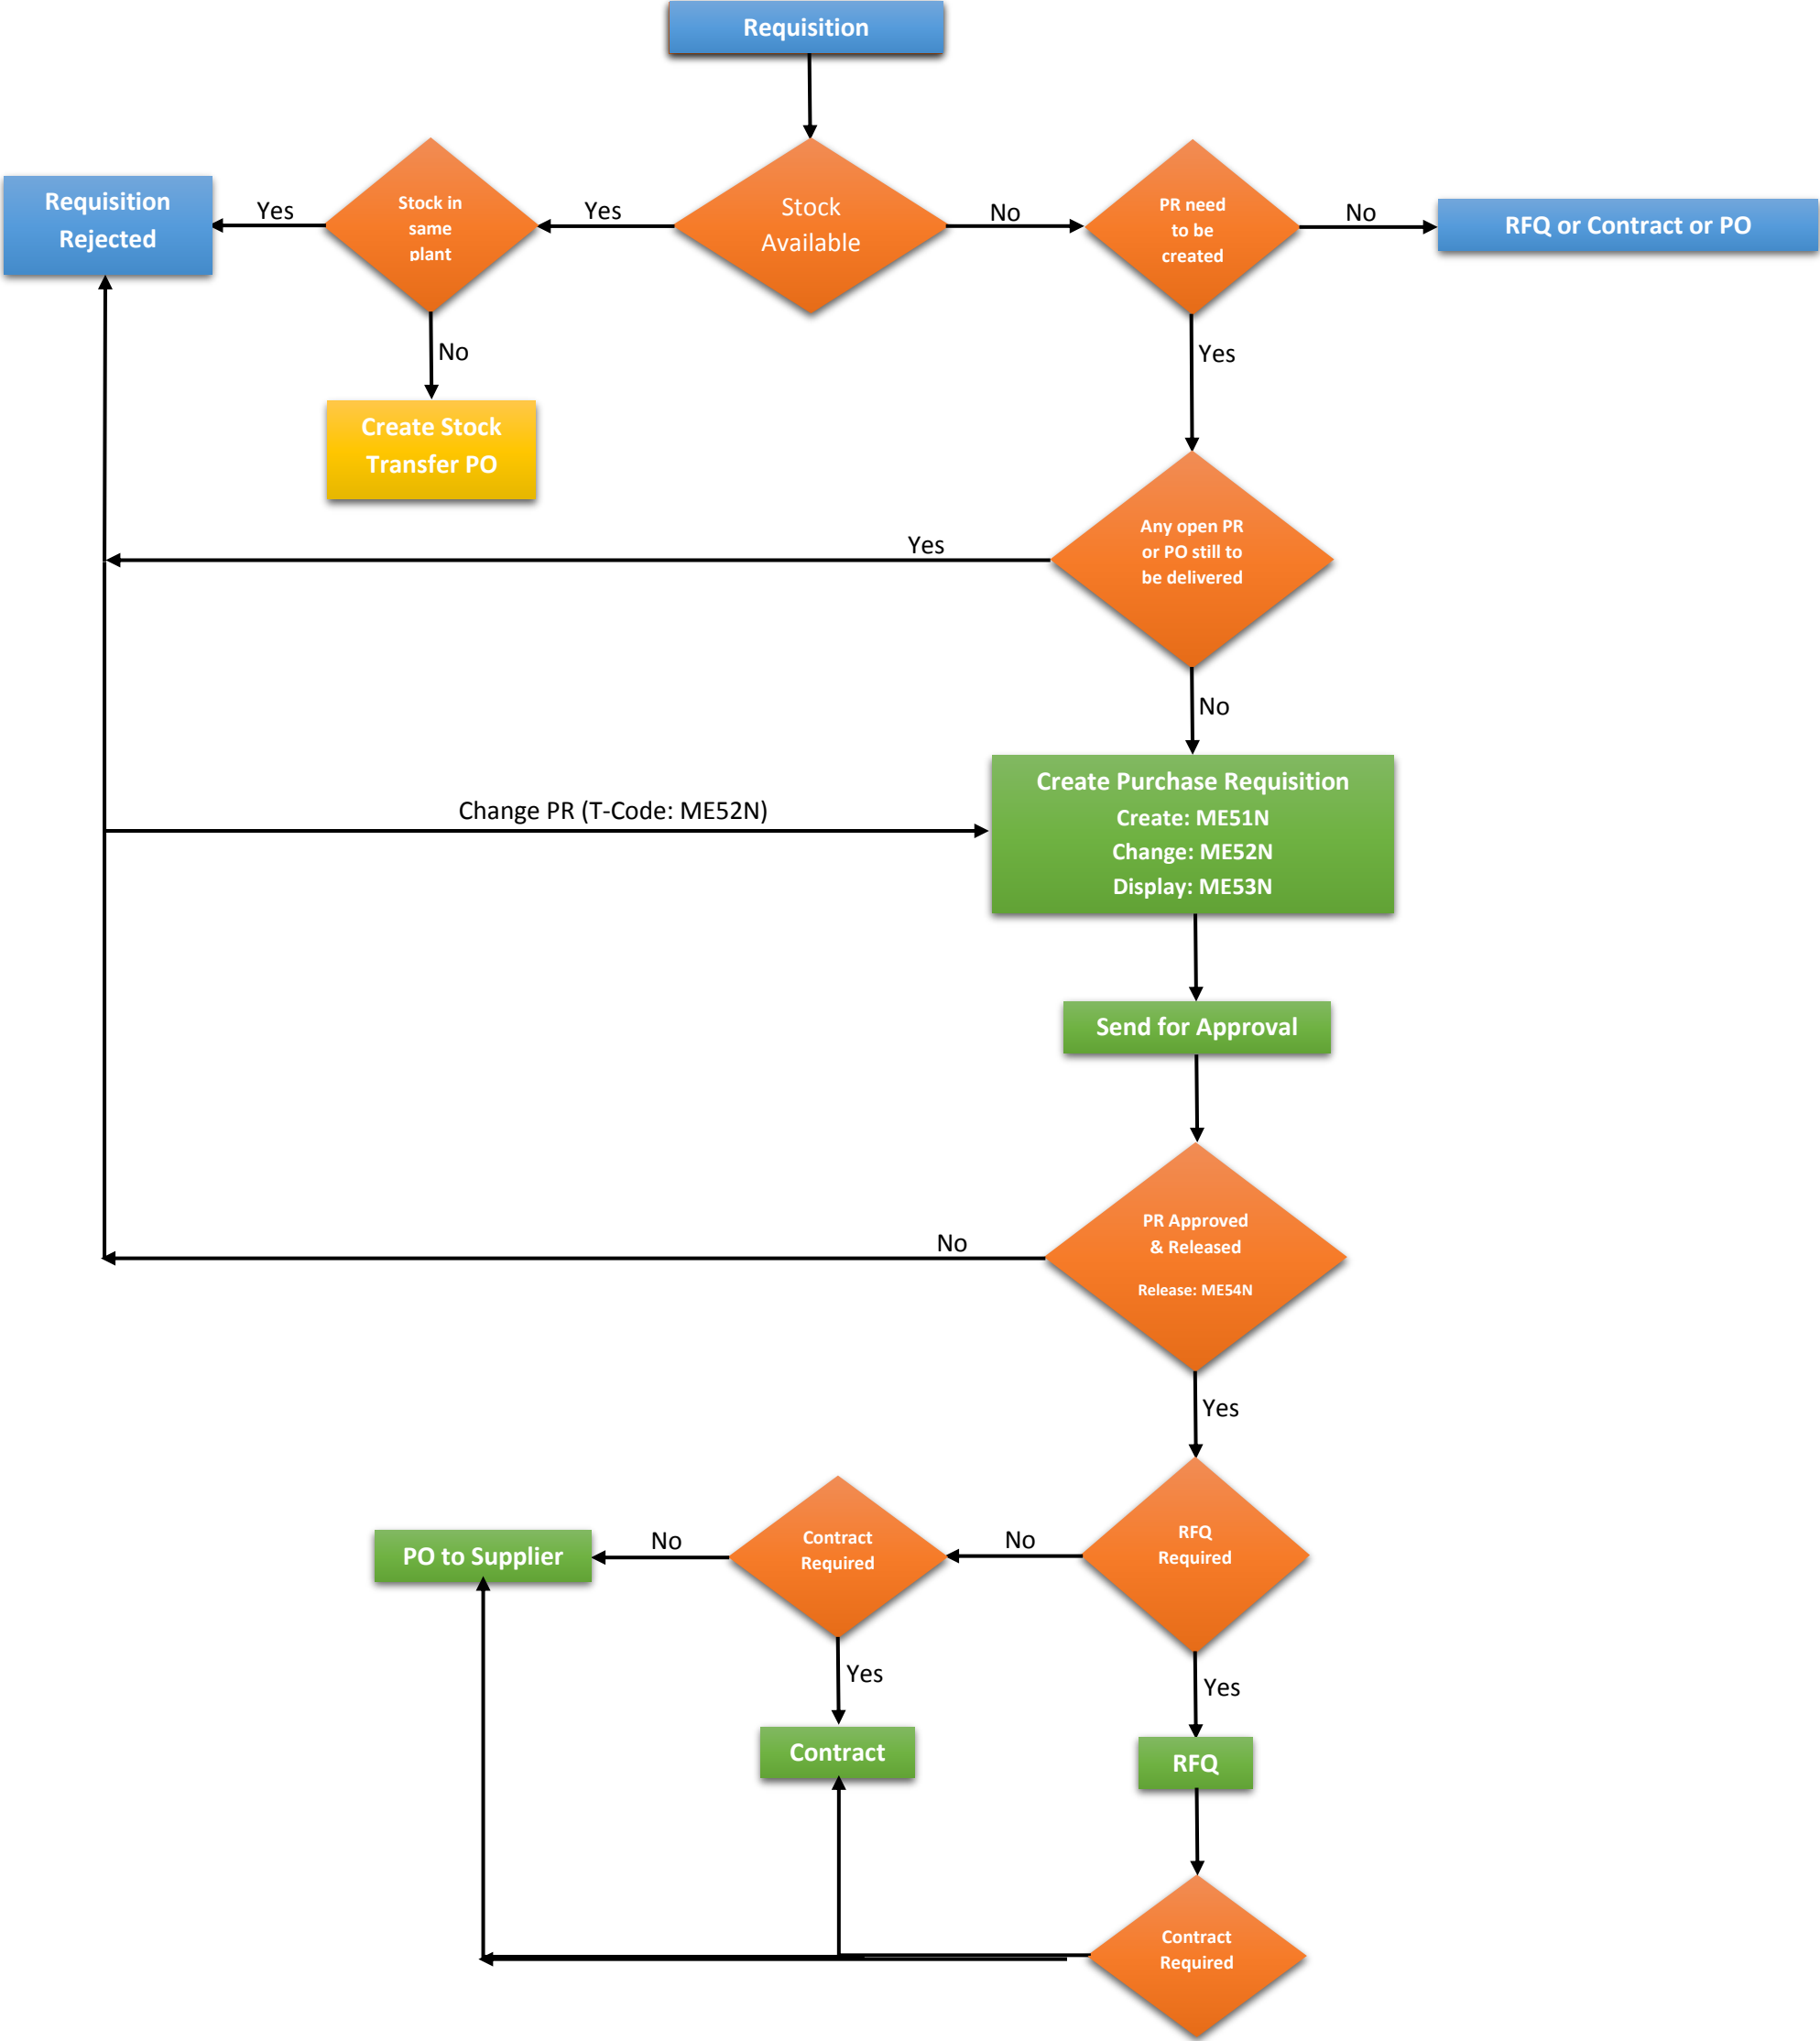 Requisition
Requisition
Rejected
Yes
Stock in
same
plant
Yes
Stock
Available
No
PR need
to be
created
No
RFQ or Contract or PO
No
Yes
Create Stock
Transfer PO
Yes
Any open PR
or PO still to
be delivered
No
Change PR (T-Code: ME52N)
Create Purchase Requisition
Create: ME51N
Change: ME52N
Display: ME53N
Send for Approval
No
PR Approved
& Released
Release: ME54N
Yes
PO to Supplier
No
Contract
Required
No
RFQ
Required
Yes
Yes
Contract
RFQ
Contract
Required